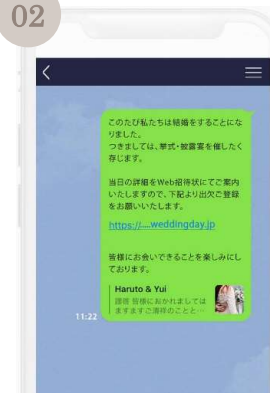 02
このたび私たちは結婚をすることにな
りました。
つきましては、挙式・披露宴を催したく
存じます。
当日の詳細をWeb招待状にてご案内
いたしますので、下記より出欠ご登録
をお願いいたします。
https://.....weddingday.jp
皆様にお会いできることを楽しみにし
ております。
Haruto & Yui
謹啓 皆様におかれましては
ますますご清祥のことと…
11:22